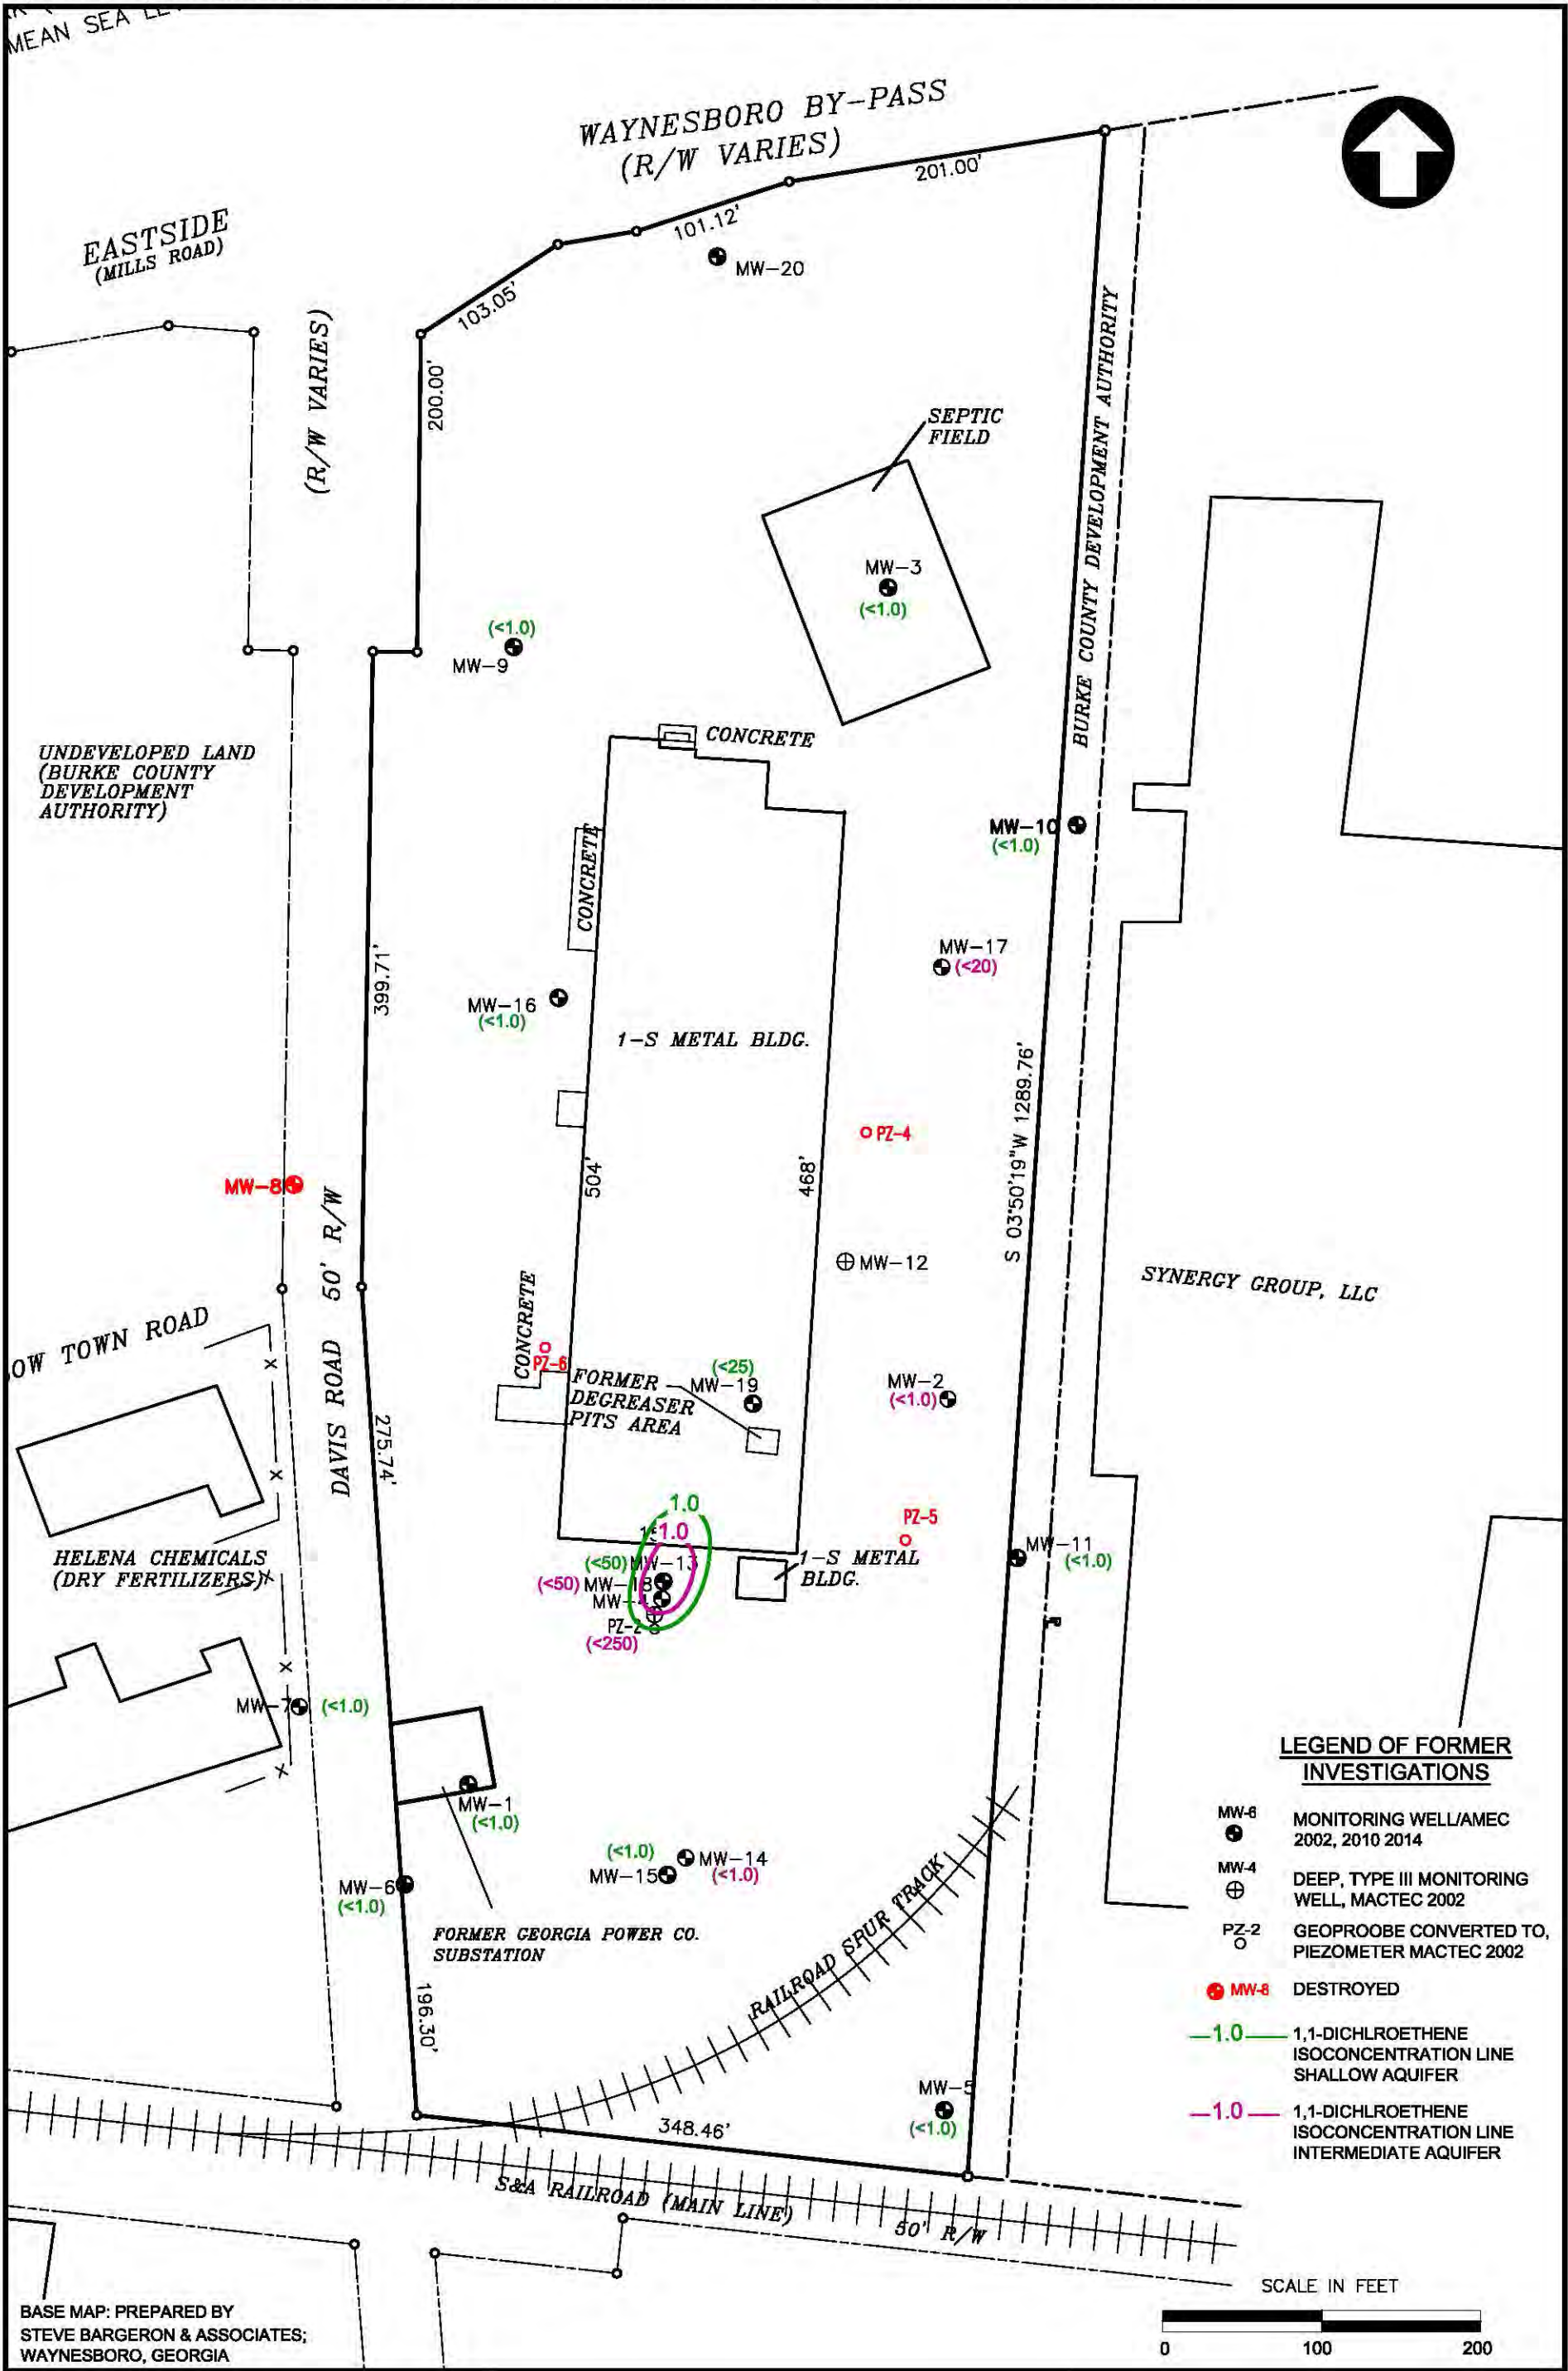 MEAN SEA
WAYNESBORO BY-PASS
(R/W VARIES)
201.00'
101.12'
103.05'
MW-20
EASTSIDE
(MILLS ROAD)
(R/W VARIES)
200.00'
SEPTIC
FIELD
BURKE COUNTY DEVELOPMENT AUTHORITY
MW-3
(<1.0)
(<1.0)
MW-9
CONCRETE
UNDEVELOPED LAND
(BURKE COUNTY
DEVELOPMENT
AUTHORITY)
CONCRETE
MW-10
(<1.0)
399.71'
MW-17
(<20)
MW-16
(<1.0)
1-S METAL BLDG.
S 03°50'19"W 1289.76'
PZ-4
504'
468'
MW-8
DAVIS ROAD 50' R/W
MW-12
SYNERGY GROUP, LLC
OW TOWN ROAD
CONCRETE
PZ-6
FORMER
DEGREASER
PITS AREA
(<25)
MW-19
MW-2
(<1.0)
275.74'
1.0
1.0
PZ-5
HELENA CHEMICALS
(DRY FERTILIZERS)
(<50) MW-13
(<50) MW-18
MW-4
PZ-2
(<250)
1-S METAL
BLDG.
MW-11
(<1.0)
MW-7 (<1.0)
MW-1
(<1.0)
(<1.0)
MW-15
MW-14
(<1.0)
MW-6
(<1.0)
FORMER GEORGIA POWER CO.
SUBSTATION
RAILROAD SPUR TRACK
196.30'
MW-5
(<1.0)
348.46'
S&A RAILROAD (MAIN LINE)
50' R/W
LEGEND OF FORMER
INVESTIGATIONS
MW-6
MONITORING WELL/AMEC
2002, 2010 2014
MW-4
DEEP, TYPE III MONITORING
WELL, MACTEC 2002
PZ-2
GEOPROOBE CONVERTED TO,
PIEZOMETER MACTEC 2002
MW-8 DESTROYED
1.0 1,1-DICHLROETHENE
ISOCONCENTRATION LINE
SHALLOW AQUIFER
1.0 1,1-DICHLROETHENE
ISOCONCENTRATION LINE
INTERMEDIATE AQUIFER
SCALE IN FEET
0 100 200
BASE MAP: PREPARED BY
STEVE BARGERON & ASSOCIATES;
WAYNESBORO, GEORGIA